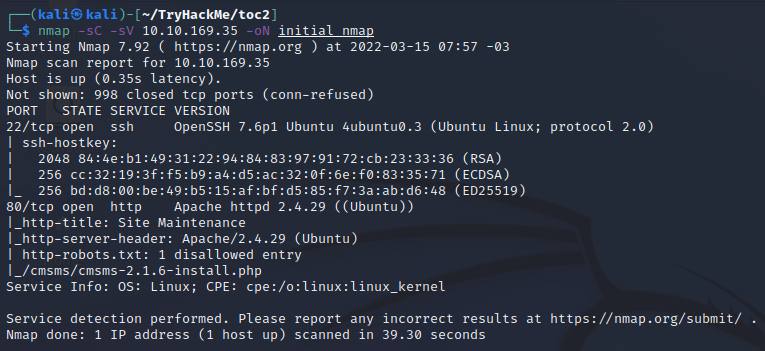 ┌──(kali㉿kali)-[~/TryHackMe/toc2]
└─$ nmap -sC -sV 10.10.169.35 -oN initial_nmap
Starting Nmap 7.92 ( https://nmap.org ) at 2022-03-15 07:57 -03
Nmap scan report for 10.10.169.35
Host is up (0.35s latency).
Not shown: 998 closed tcp ports (conn-refused)
PORT   STATE SERVICE VERSION
22/tcp open  ssh     OpenSSH 7.6p1 Ubuntu 4ubuntu0.3 (Ubuntu Linux; protocol 2.0)
| ssh-hostkey:
|   2048 84:4e:b1:49:31:22:94:84:83:97:91:72:cb:23:33:36 (RSA)
|   256 cc:32:19:3f:f5:b9:a4:d5:ac:32:0f:6e:f0:83:35:71 (ECDSA)
|_  256 bd:d8:00:be:49:b5:15:af:bf:d5:85:f7:3a:ab:d6:48 (ED25519)
80/tcp open  http    Apache httpd 2.4.29 ((Ubuntu))
|_http-title: Site Maintenance
|_http-server-header: Apache/2.4.29 (Ubuntu)
| http-robots.txt: 1 disallowed entry
|_/cmsms/cmsms-2.1.6-install.php
Service Info: OS: Linux; CPE: cpe:/o:linux:linux_kernel

Service detection performed. Please report any incorrect results at https://nmap.org/submit/ .
Nmap done: 1 IP address (1 host up) scanned in 39.30 seconds